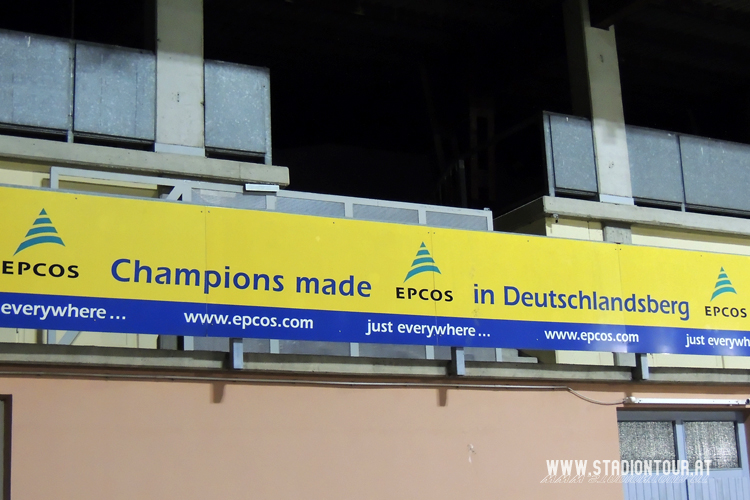 EPCOS Champions made EPCOS in Deutschlandsberg EPCOS
everywhere... www.epcos.com just everywhere... www.epcos.com just everywh
WWW.STADIONTOUR.AT